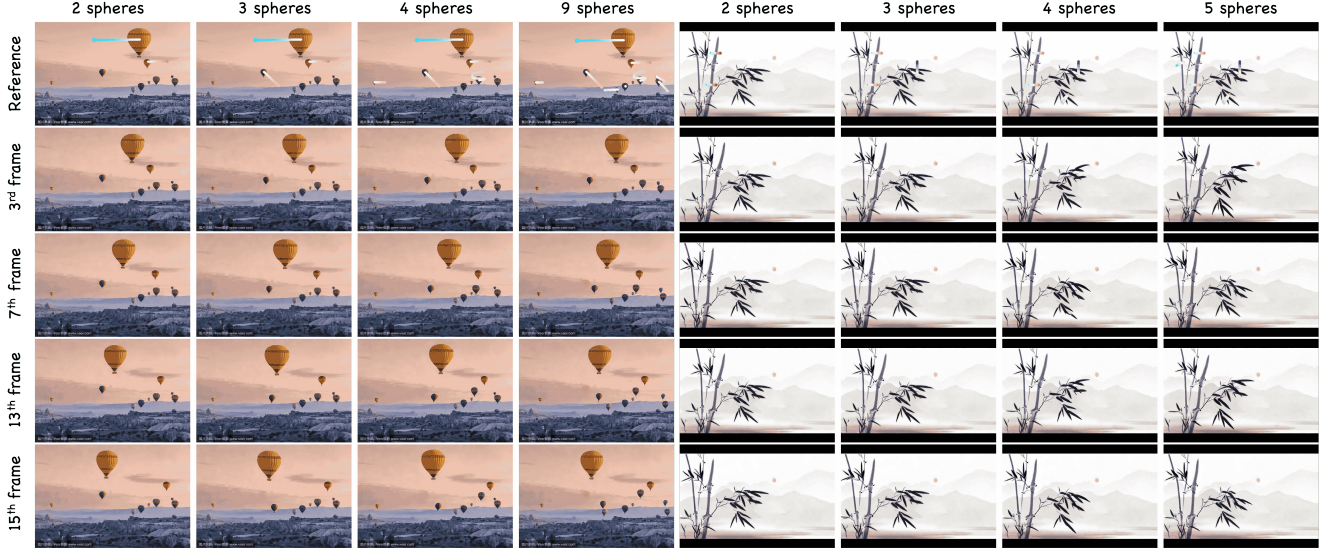 2 spheres
3 spheres
4 spheres
9 spheres
2 spheres
3 spheres
4 spheres
5 spheres
Reference
3rd frame
7th frame
13th frame
15th frame